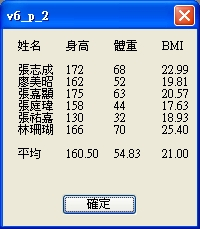 v6_p_2
姓名 身高 體重 BMI
張志成 172 68 22.99
廖美昭 162 52 19.81
張嘉顯 175 63 20.57
張庭瑋 158 44 17.63
張祐嘉 130 32 18.93
林珊瑚 166 70 25.40
平均 160.50 54.83 21.00
確定